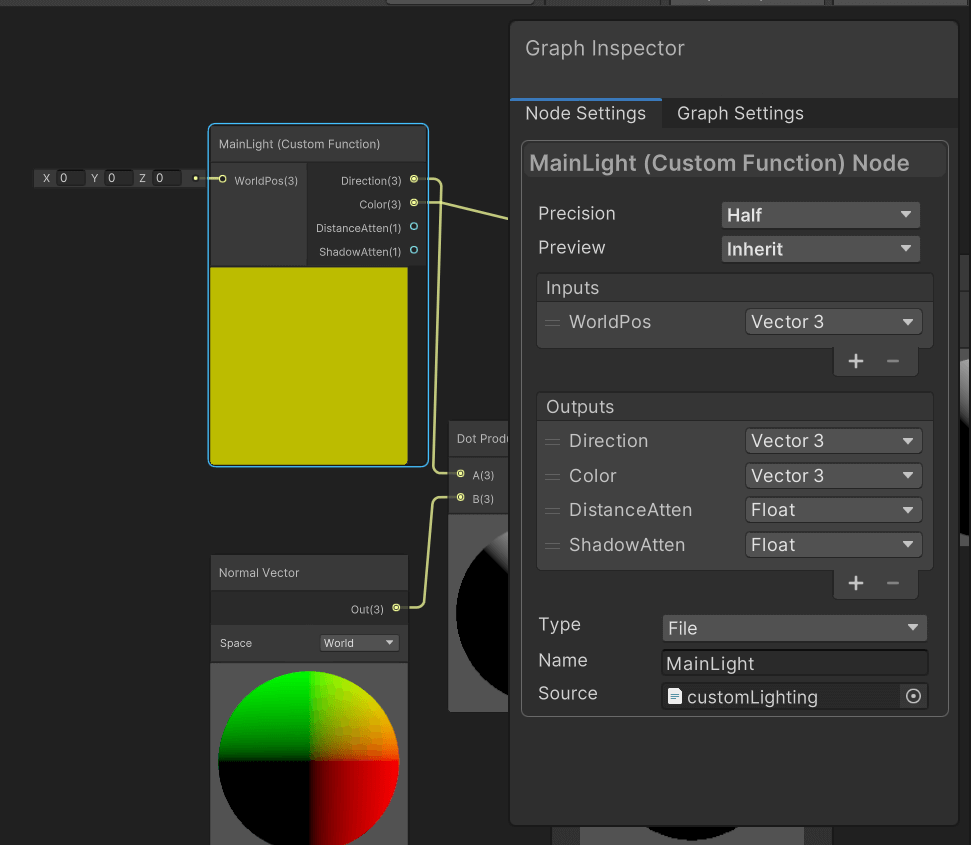 Graph Inspector
Node Settings
Graph Settings
MainLight (Custom Function) Node
Precision
Half
Preview
Inherit
Inputs
WorldPos
Vector 3
+ −
Outputs
Direction
Vector 3
Color
Vector 3
DistanceAtten
Float
ShadowAtten
Float
+ −
Type
File
Name
MainLight
Source
customLighting
MainLight (Custom Function)
X 0 Y 0 Z 0
WorldPos(3)
Direction(3)
Color(3)
DistanceAtten(1)
ShadowAtten(1)
Dot Produ
A(3)
B(3)
Normal Vector
Out(3)
Space
World